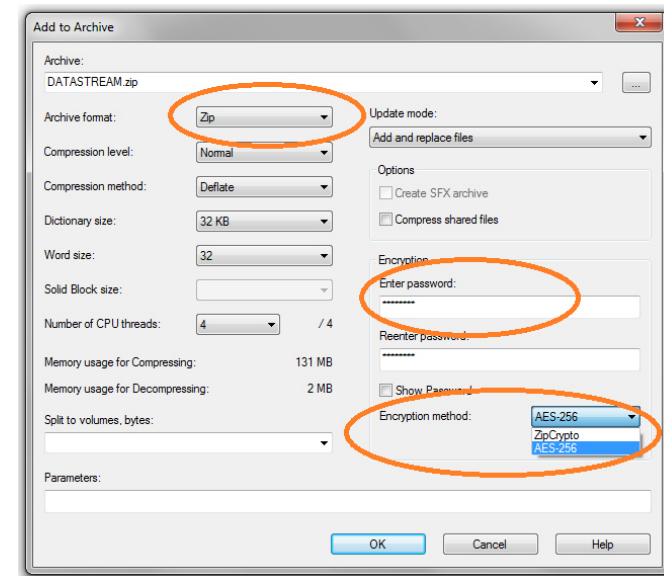 Add to Archive
Archive:
DATASTREAM.zip
...
Archive format:
Zip
Compression level:
Normal
Compression method:
Deflate
Dictionary size:
32 KB
Word size:
32
Solid Block size:
Number of CPU threads:
4
/ 4
Memory usage for Compressing:
131 MB
Memory usage for Decompressing:
2 MB
Split to volumes, bytes:
Parameters:
Update mode:
Add and replace files
Options
Create SFX archive
Compress shared files
Encryption
Enter password:
********
Reenter password:
********
Show Password
Encryption method:
AES-256
ZipCrypto
AES-256
OK
Cancel
Help